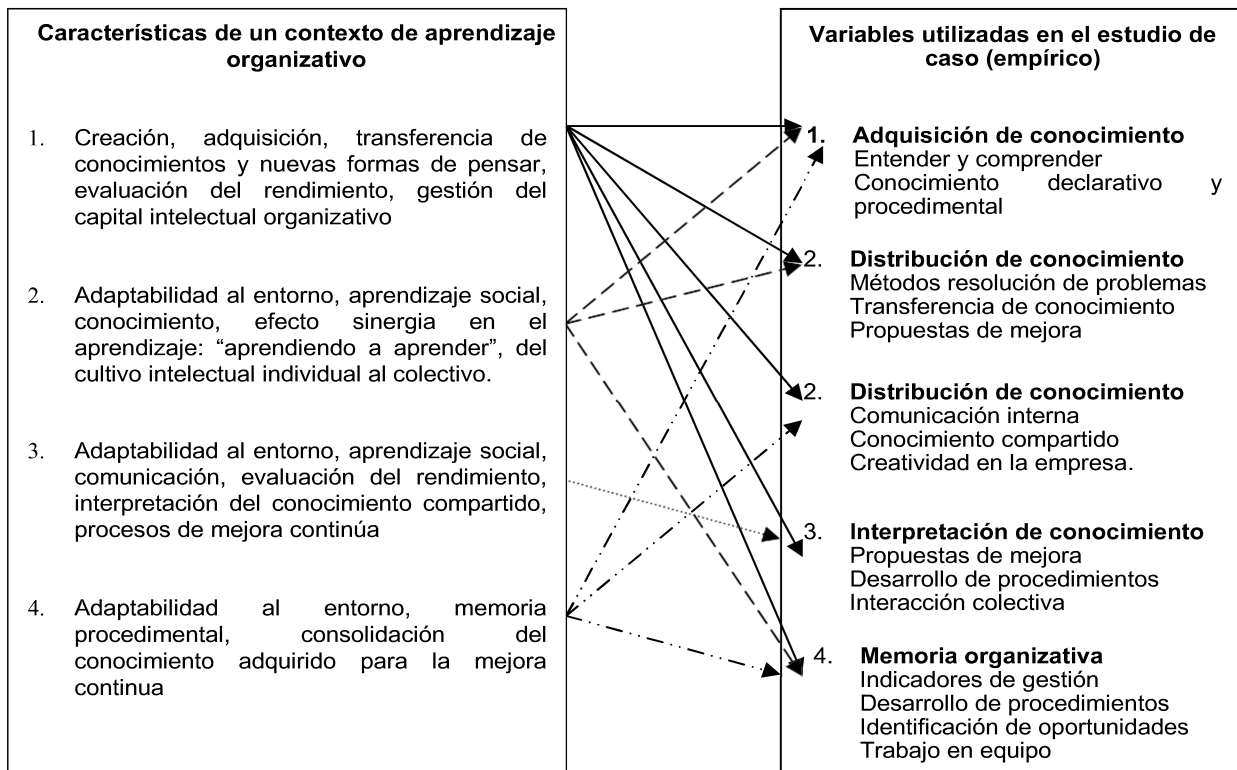 Características de un contexto de aprendizaje
organizativo
1. Creación, adquisición, transferencia de
conocimientos y nuevas formas de pensar,
evaluación del rendimiento, gestión del
capital intelectual organizativo
2. Adaptabilidad al entorno, aprendizaje social,
conocimiento, efecto sinergia en el
aprendizaje: “aprendiendo a aprender”, del
cultivo intelectual individual al colectivo.
3. Adaptabilidad al entorno, aprendizaje social,
comunicación, evaluación del rendimiento,
interpretación del conocimiento compartido,
procesos de mejora continúa
4. Adaptabilidad al entorno, memoria
procedimental, consolidación del
conocimiento adquirido para la mejora
continua
Variables utilizadas en el estudio de
caso (empírico)
1. Adquisición de conocimiento
Entender y comprender
Conocimiento declarativo y
procedimental
2. Distribución de conocimiento
Métodos resolución de problemas
Transferencia de conocimiento
Propuestas de mejora
2. Distribución de conocimiento
Comunicación interna
Conocimiento compartido
Creatividad en la empresa.
3. Interpretación de conocimiento
Propuestas de mejora
Desarrollo de procedimientos
Interacción colectiva
4. Memoria organizativa
Indicadores de gestión
Desarrollo de procedimientos
Identificación de oportunidades
Trabajo en equipo